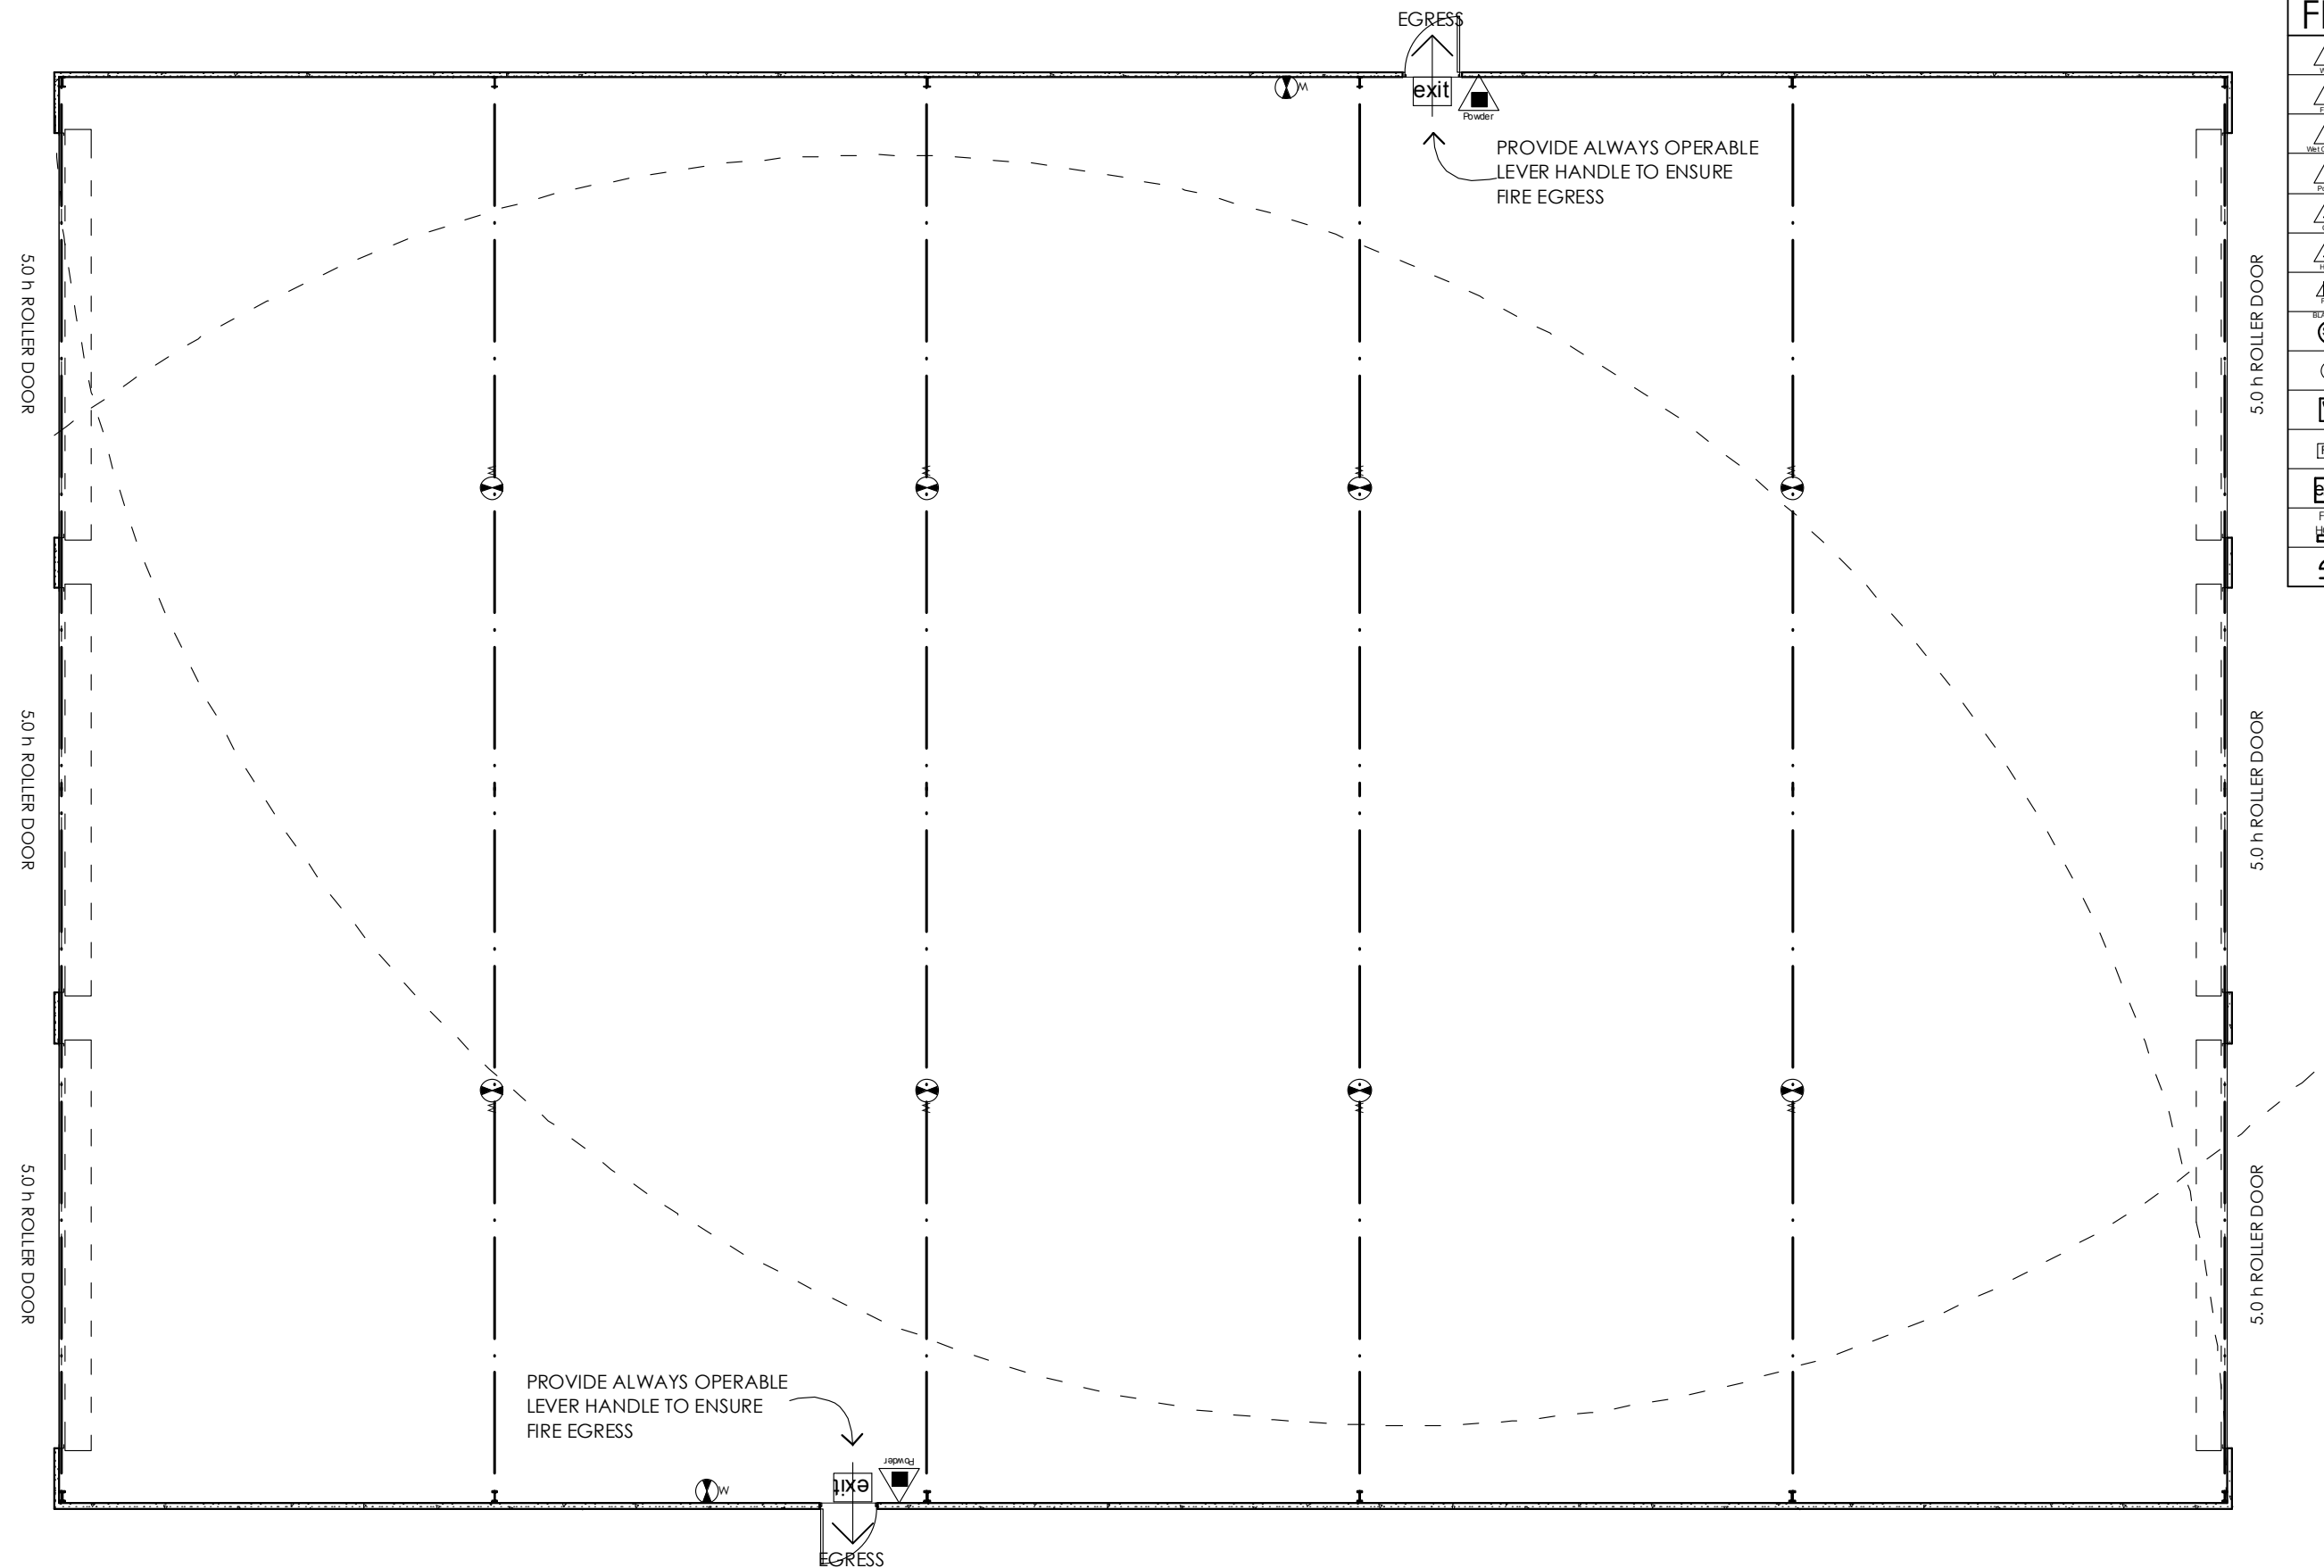 EGRESS
exit
Powder
PROVIDE ALWAYS OPERABLE
LEVER HANDLE TO ENSURE
FIRE EGRESS
W
5.0 h ROLLER DOOR
5.0 h ROLLER DOOR
W
W
W
W
5.0 h ROLLER DOOR
5.0 h ROLLER DOOR
W
W
W
W
5.0 h ROLLER DOOR
5.0 h ROLLER DOOR
PROVIDE ALWAYS OPERABLE
LEVER HANDLE TO ENSURE
FIRE EGRESS
Powder
exit
W
EGRESS